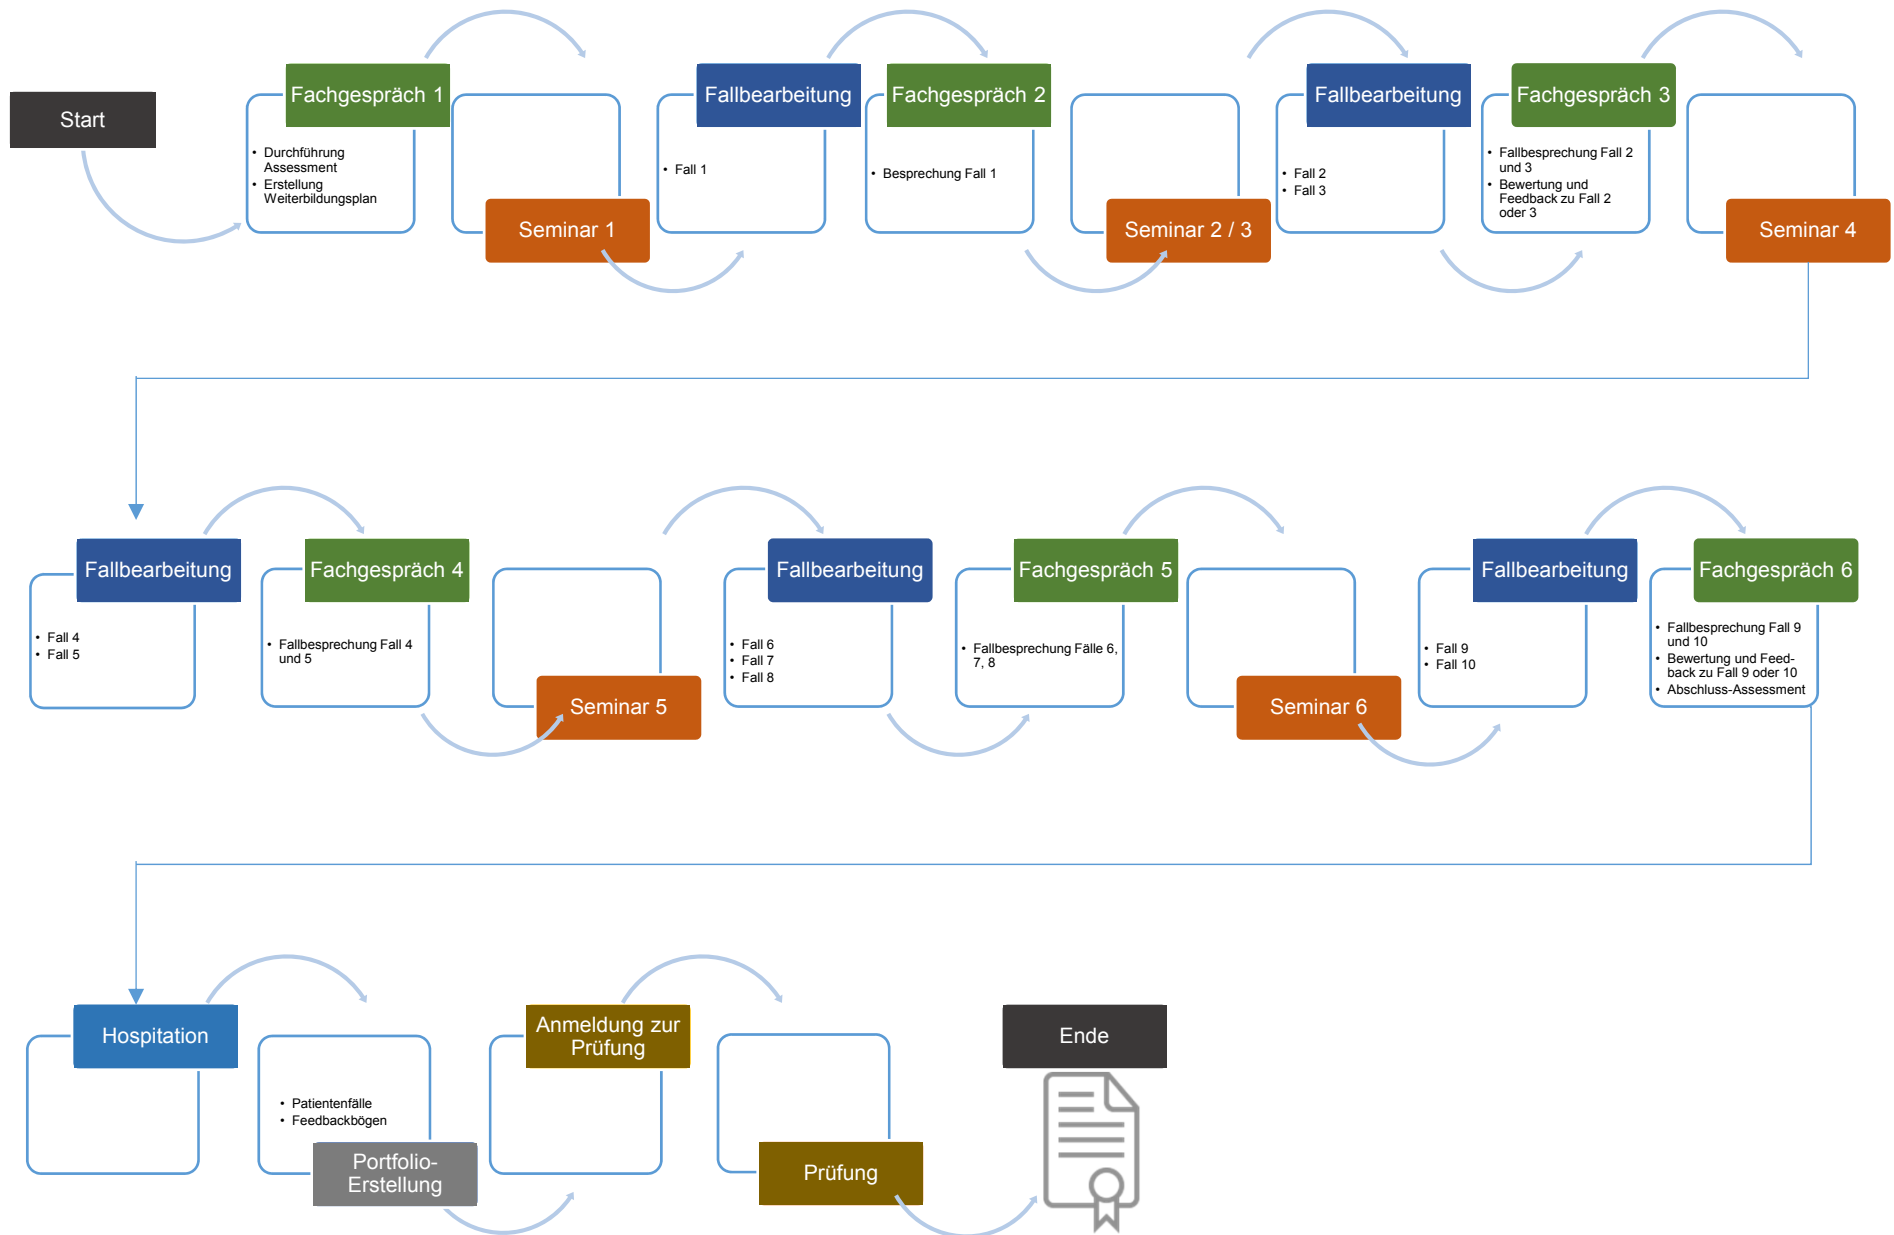 Start
Fachgespräch 1
• Durchführung
Assessment
• Erstellung
Weiterbildungsplan
Seminar 1
Fallbearbeitung
• Fall 1
Fachgespräch 2
• Besprechung Fall 1
Seminar 2 / 3
Fallbearbeitung
• Fall 2
• Fall 3
Fachgespräch 3
• Fallbesprechung Fall 2
und 3
• Bewertung und
Feedback zu Fall 2
oder 3
Seminar 4
Fallbearbeitung
• Fall 4
• Fall 5
Fachgespräch 4
• Fallbesprechung Fall 4
und 5
Seminar 5
Fallbearbeitung
• Fall 6
• Fall 7
• Fall 8
Fachgespräch 5
• Fallbesprechung Fälle 6,
7, 8
Seminar 6
Fallbearbeitung
• Fall 9
• Fall 10
Fachgespräch 6
• Fallbesprechung Fall 9
und 10
• Bewertung und Feed-
back zu Fall 9 oder 10
• Abschluss-Assessment
Hospitation
• Patientenfälle
• Feedbackbögen
Portfolio-
Erstellung
Anmeldung zur
Prüfung
Prüfung
Ende